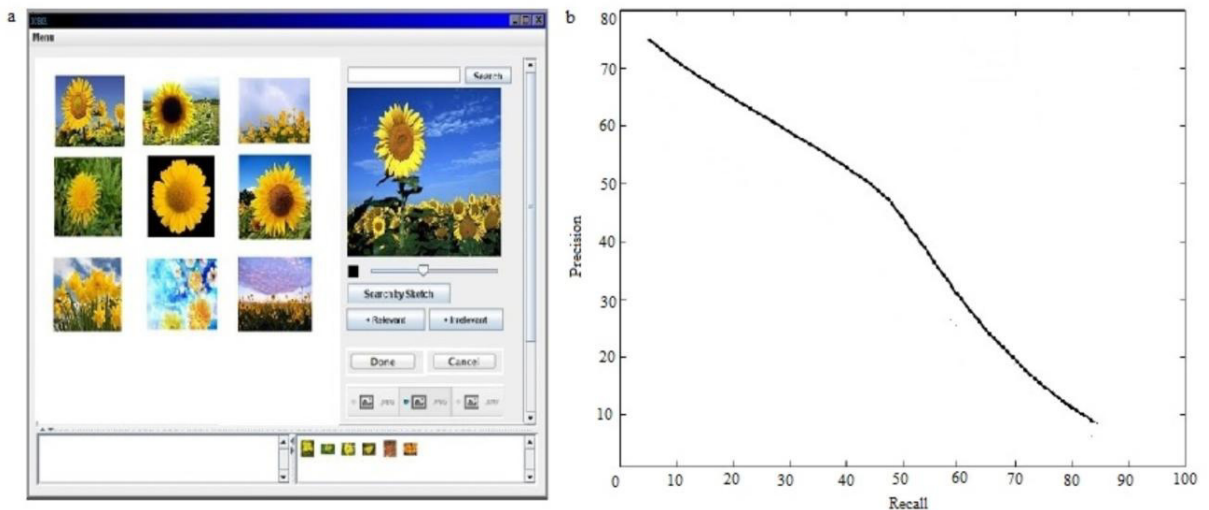 a
Menu
Search
Search by Sketch
+ Relevant
+ Irrelevant
Done
Cancel
b
80
70
60
50
40
30
20
10
Precision
0 10 20 30 40 50 60 70 80 90 100
Recall